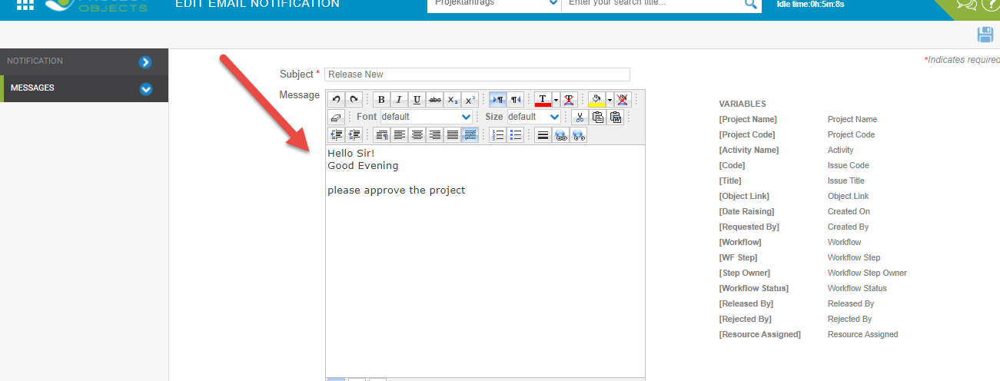 OBJECTS
EDIT EMAIL NOTIFICATION
Projektantrags
Enter your search title...
Idle time:0h:5m:8s
NOTIFICATION
MESSAGES
*Indicates required
Subject *
Release New
Message
B I U abc X₂ X²
T T
Font default Size default
Hello Sir!
Good Evening
please approve the project
VARIABLES
[Project Name] Project Name
[Project Code] Project Code
[Activity Name] Activity
[Code] Issue Code
[Title] Issue Title
[Object Link] Object Link
[Date Raising] Created On
[Requested By] Created By
[Workflow] Workflow
[WF Step] Workflow Step
[Step Owner] Workflow Step Owner
[Workflow Status] Workflow Status
[Released By] Released By
[Rejected By] Rejected By
[Resource Assigned] Resource Assigned